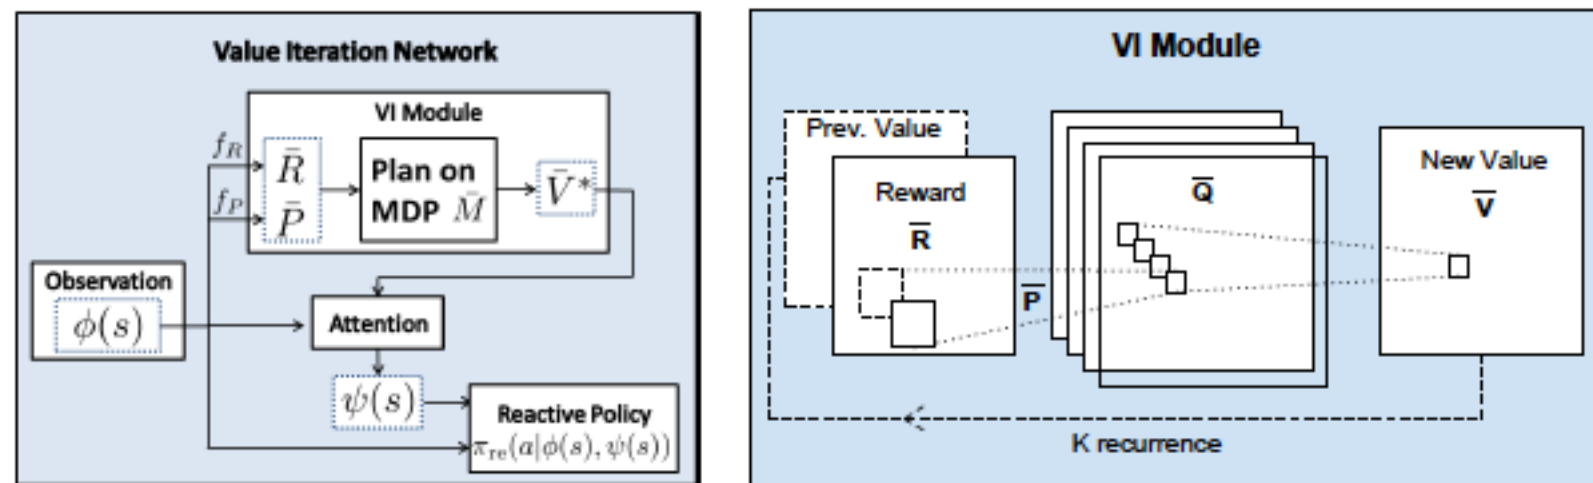 Value Iteration Network
VI Module
f_R
R̄
f_P
P̄
Plan on
MDP M̄
V̄*
Observation
ϕ(s)
Attention
ψ(s)
Reactive Policy
π_re(a|ϕ(s), ψ(s))
VI Module
Prev. Value
Reward
R̄
P̄
Q̄
New Value
V̄
K recurrence